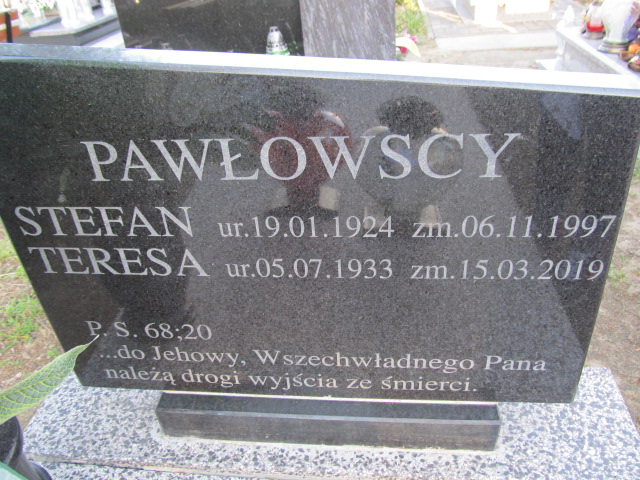 PAWŁOWSCY
STEFAN ur.19.01.1924 zm.06.11.1997
TERESA ur.05.07.1933 zm.15.03.2019
P. S. 68;20
...do Jehowy, Wszechwładnego Pana
należą drogi wyjścia ze śmierci.